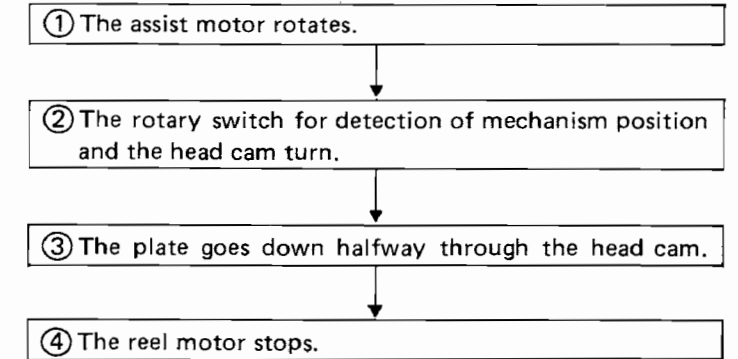 ① The assist motor rotates.
② The rotary switch for detection of mechanism position
and the head cam turn.
③ The plate goes down halfway through the head cam.
④ The reel motor stops.